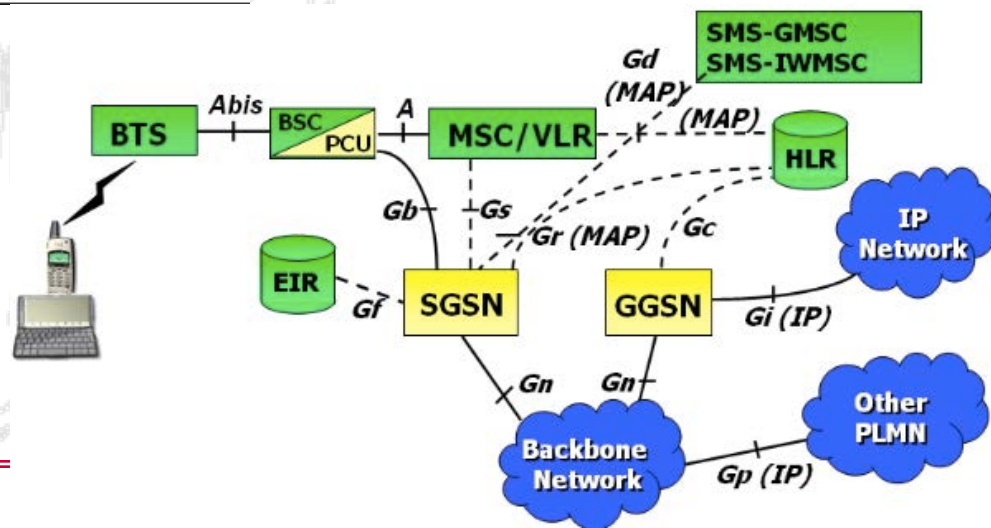 SMS-GMSC
SMS-IWMSC
Gd
(MAP)
(MAP)
Abis
A
BTS
BSC
PCU
MSC/VLR
HLR
IP
Network
Gb
Gs
Gr (MAP)
Gc
EIR
Gf
SGSN
GGSN
Gi (IP)
Gn
Gn
Other
PLMN
Backbone
Network
Gp (IP)